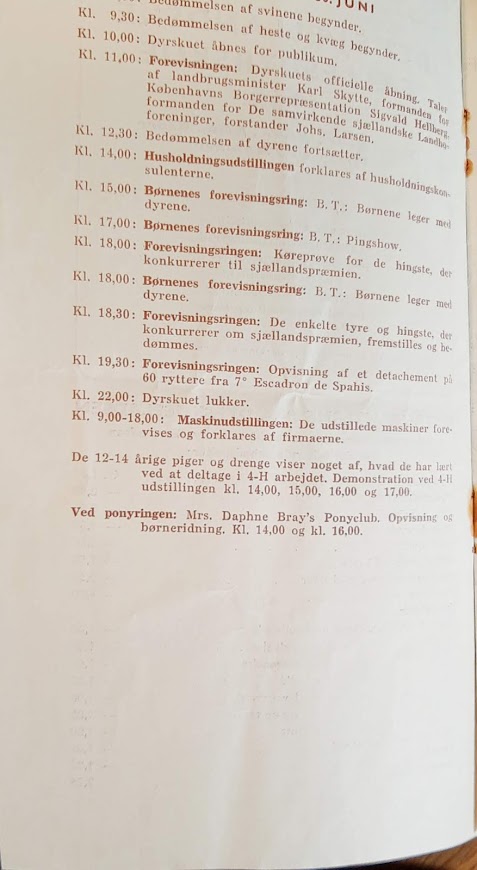 JUNI
Bedømmelsen af svinene begynder.
Kl. 9,30: Bedømmelsen af heste og kvæg begynder.
Kl. 10,00: Dyrskuet åbnes for publikum.
Kl. 11,00: Forevisningen: Dyrskuets officielle åbning. Taler
af landbrugsminister Karl Skytte, formanden for
Københavns Borgerrepræsentation Sigvald Hellberg,
formanden for De samvirkende sjællandske Landbo-
foreninger, forstander Johs. Larsen.
Kl. 12,30: Bedømmelsen af dyrene fortsætter.
Kl. 14,00: Husholdningsudstillingen forklares af husholdningskon-
sulenterne.
Kl. 15,00: Børnenes forevisningsring: B. T.: Børnene leger med
dyrene.
Kl. 17,00: Børnenes forevisningsring: B. T.: Pingshow.
Kl. 18,00: Forevisningsringen: Køreprøve for de hingste, der
konkurrerer til sjællandspræmien.
Kl. 18,00: Børnenes forevisningsring: B. T.: Børnene leger med
dyrene.
Kl. 18,30: Forevisningsringen: De enkelte tyre og hingste, der
konkurrerer om sjællandspræmien, fremstilles og be-
dømmes.
Kl. 19,30: Forevisningsringen: Opvisning af et detachement på
60 ryttere fra 7° Escadron de Spahis.
Kl. 22,00: Dyrskuet lukker.
Kl. 9,00-18,00: Maskinudstillingen: De udstillede maskiner fore-
vises og forklares af firmaerne.
De 12-14 årige piger og drenge viser noget af, hvad de har lært
ved at deltage i 4-H arbejdet. Demonstration ved 4-H
udstillingen kl. 14,00, 15,00, 16,00 og 17,00.
Ved ponyringen: Mrs. Daphne Bray's Ponyclub. Opvisning og
børneridning. Kl. 14,00 og kl. 16,00.